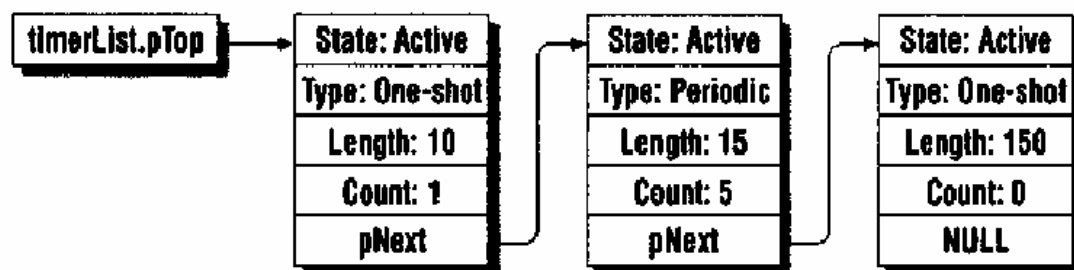 timerList.pTop
State: Active
Type: One-shot
Length: 10
Count: 1
pNext
State: Active
Type: Periodic
Length: 15
Count: 5
pNext
State: Active
Type: One-shot
Length: 150
Count: 0
NULL